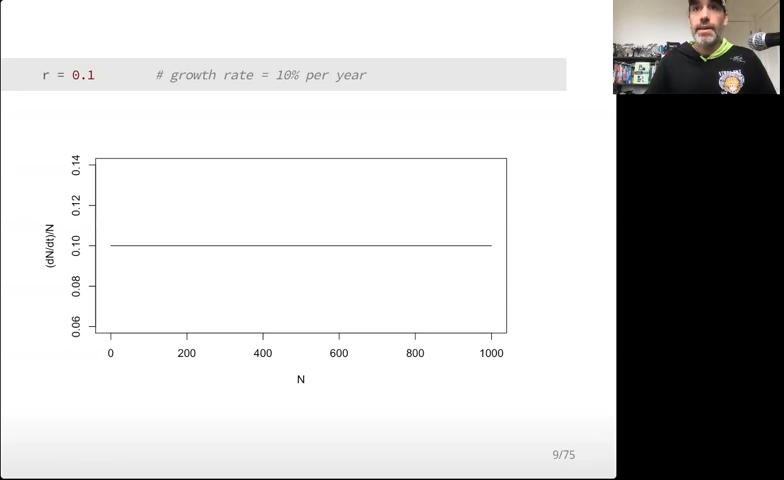 r = 0.1 # growth rate = 10% per year
0.14
0.12
0.10
0.08
0.06
(dN/dt)/N
0 200 400 600 800 1000
N
9/75